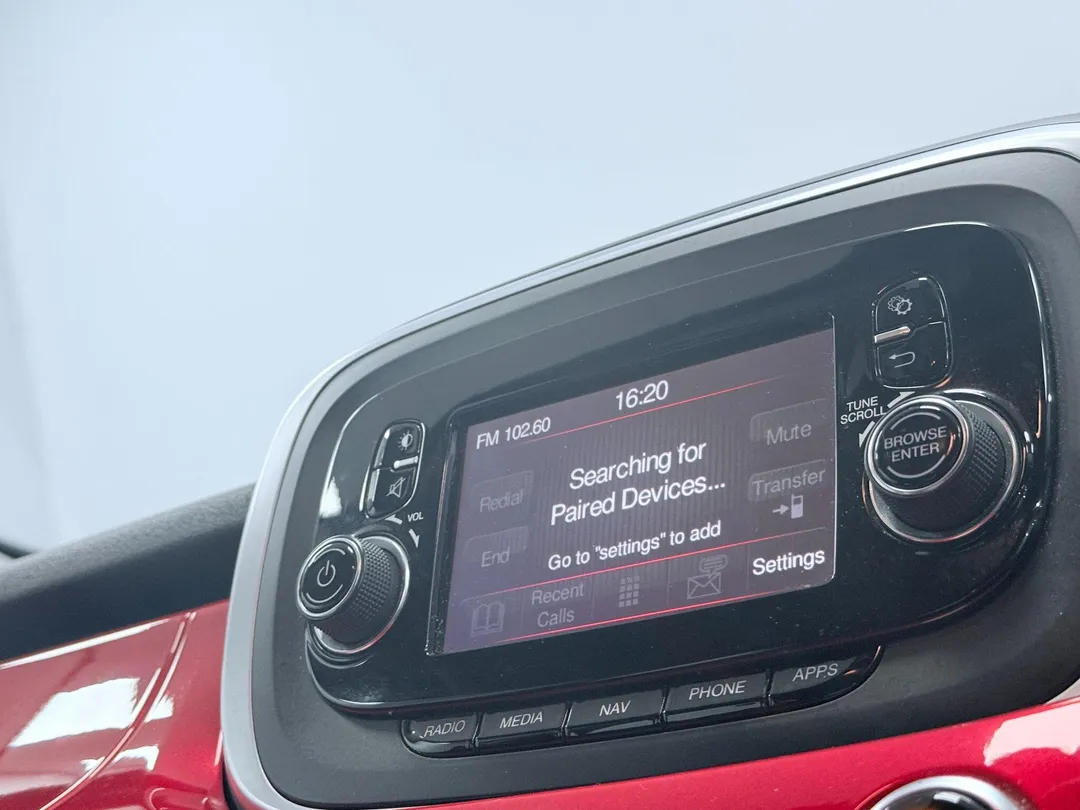 16:20
FM 102.60
Searching for
Paired Devices...
Go to "settings" to add
Redial
End
Mute
Transfer
Recent
Calls
Settings
VOL
TUNE
SCROLL
BROWSE
ENTER
RADIO
MEDIA
NAV
PHONE
APPS